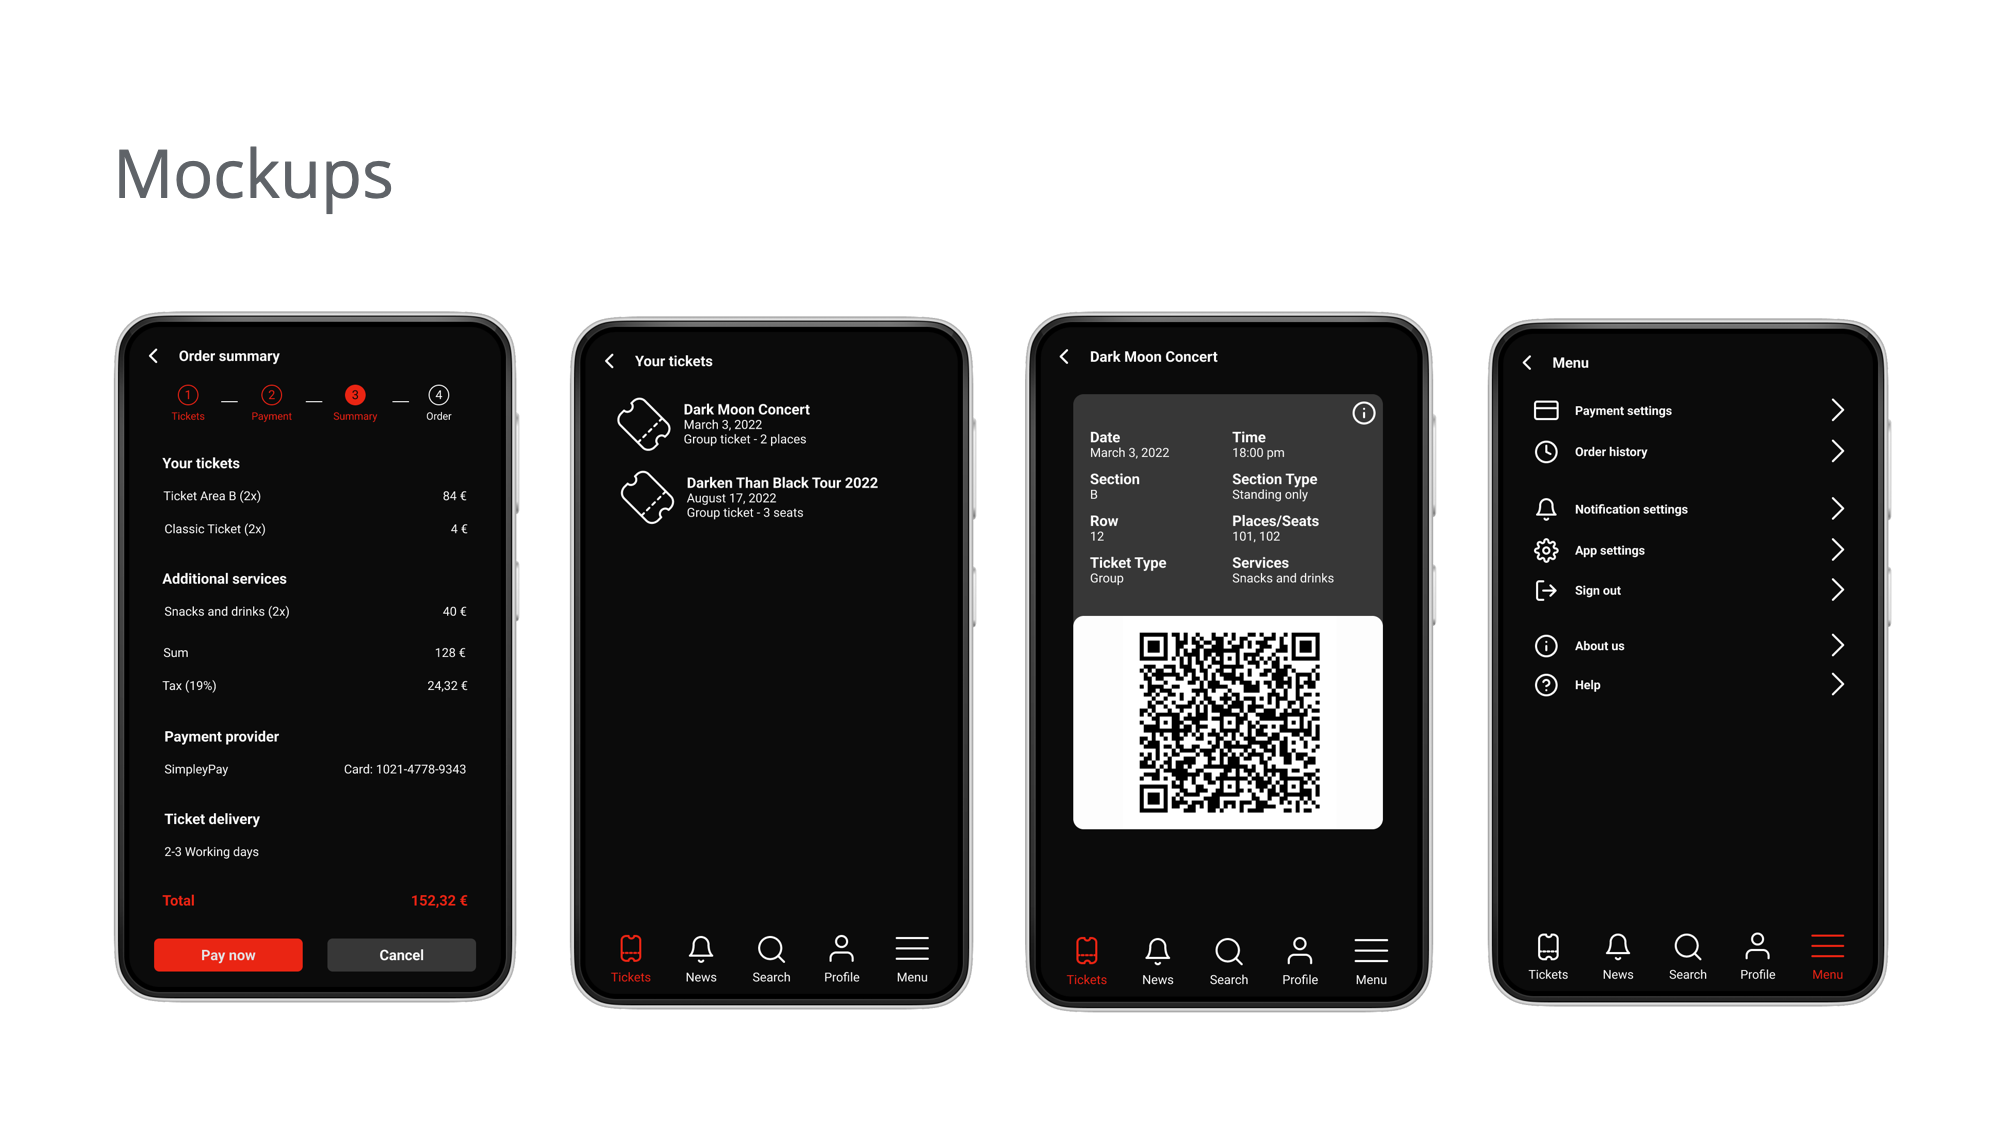 Mockups
Order summary
1 2 3 4
Tickets Payment Summary Order
Your tickets
Ticket Area B (2x) 84 €
Classic Ticket (2x) 4 €
Additional services
Snacks and drinks (2x) 40 €
Sum 128 €
Tax (19%) 24,32 €
Payment provider
SimpleyPay Card: 1021-4778-9343
Ticket delivery
2-3 Working days
Total 152,32 €
Pay now Cancel
Your tickets
Dark Moon Concert
March 3, 2022
Group ticket - 2 places
Darken Than Black Tour 2022
August 17, 2022
Group ticket - 3 seats
Tickets News Search Profile Menu
Dark Moon Concert
Date Time
March 3, 2022 18:00 pm
Section Section Type
B Standing only
Row Places/Seats
12 101, 102
Ticket Type Services
Group Snacks and drinks
Tickets News Search Profile Menu
Menu
Payment settings
Order history
Notification settings
App settings
Sign out
About us
Help
Tickets News Search Profile Menu